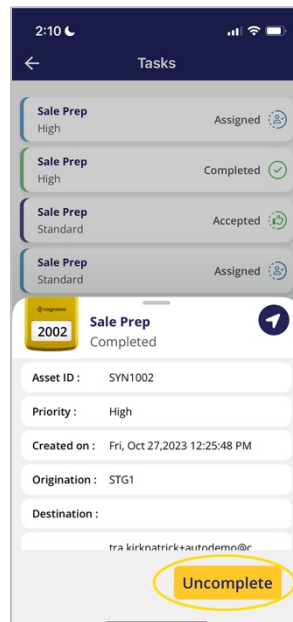 2:10
Tasks
Sale Prep
High
Assigned
Sale Prep
High
Completed
Sale Prep
Standard
Accepted
Sale Prep
Standard
Assigned
cognosos
2002
Sale Prep
Completed
Asset ID : SYN1002
Priority : High
Created on : Fri, Oct 27,2023 12:25:48 PM
Origination : STG1
Destination :
tra.kirkpatrick+autodemo@c
Uncomplete